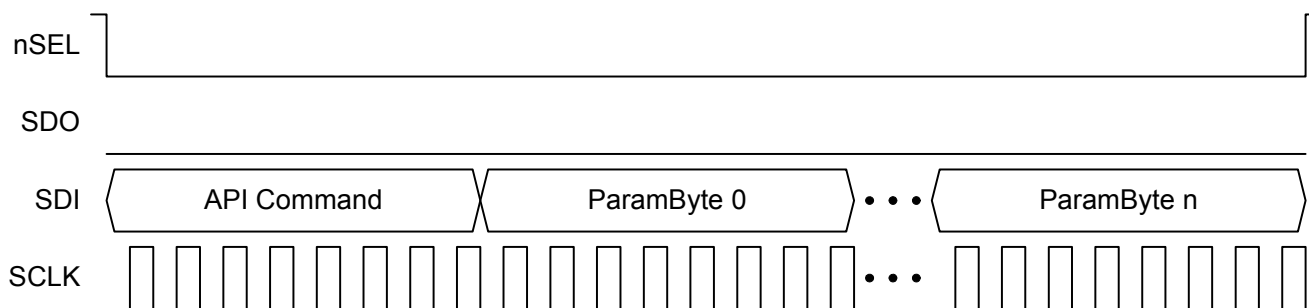 nSEL
SDO
SDI API Command ParamByte 0 • • • ParamByte n
SCLK • • •